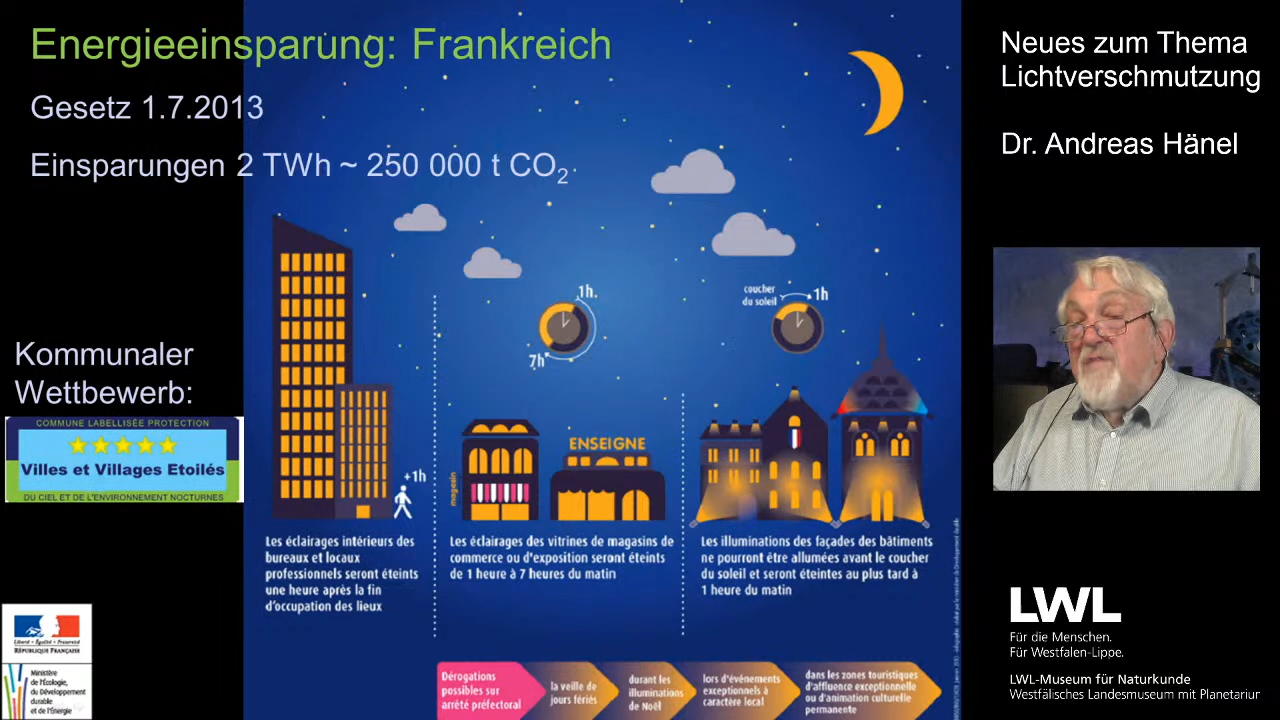 Energieeinsparung: Frankreich
Gesetz 1.7.2013
Einsparungen 2 TWh ~ 250 000 t CO₂
Neues zum Thema
Lichtverschmutzung
Dr. Andreas Hänel
Kommunaler
Wettbewerb:
COMMUNE LABELLISÉE PROTECTION
Villes et Villages Etoilés
DU CIEL ET DE L'ENVIRONNEMENT NOCTURNES
+1h
1h.
7h
coucher
du soleil
1h
magasin
ENSEIGNE
Les éclairages intérieurs des
bureaux et locaux
professionnels seront éteints
une heure après la fin
d'occupation des lieux
Les éclairages des vitrines de magasins de
commerce ou d'exposition seront éteints
de 1 heure à 7 heures du matin
Les illuminations des façades des bâtiments
ne pourront être allumées avant le coucher
du soleil et seront éteintes au plus tard à
1 heure du matin
Dérogations
possibles sur
arrêté préfectoral
la veille de
jours fériés
durant les
illuminations
de Noël
lors d'événements
exceptionnels à
caractère local
dans les zones touristiques
d'affluence exceptionnelle
ou d'animation culturelle
permanente
Liberté • Égalité • Fraternité
RÉPUBLIQUE FRANÇAISE
Ministère
de l'Écologie,
du Développement
durable
et de l'Énergie
LWL
Für die Menschen.
Für Westfalen-Lippe.
LWL-Museum für Naturkunde
Westfälisches Landesmuseum mit Planetarium